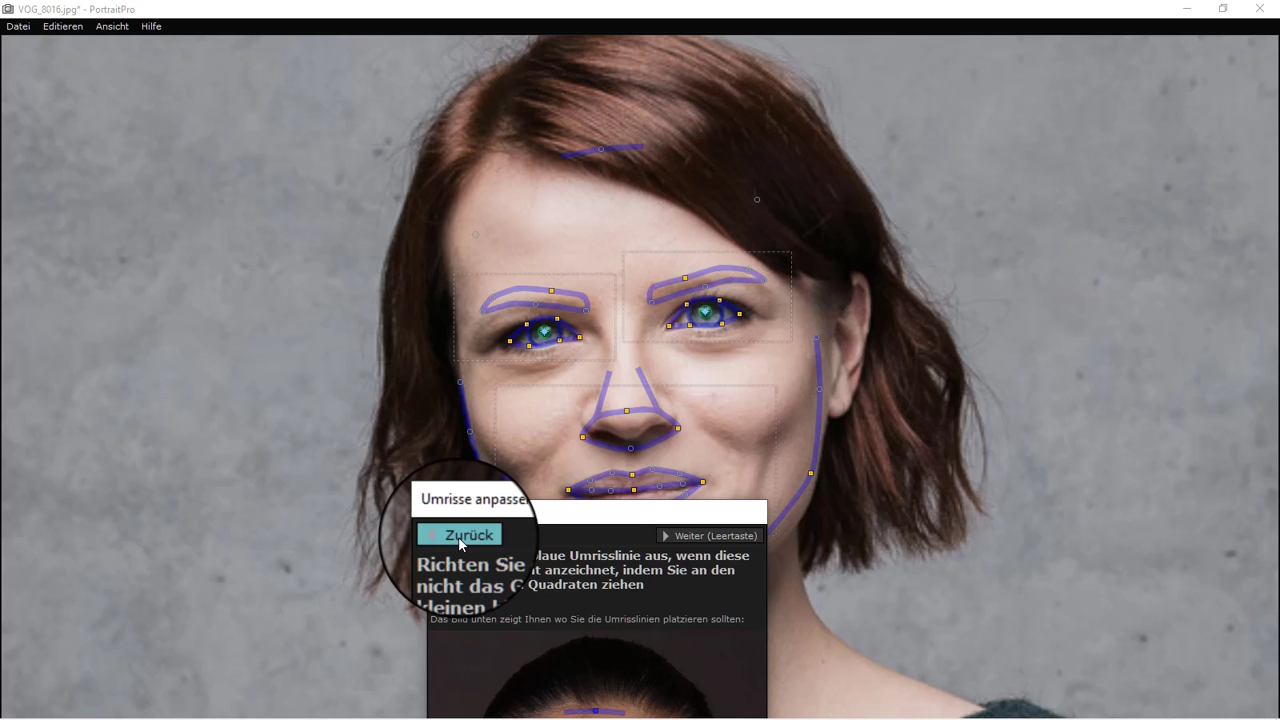 VOG_8016.jpg* - PortraitPro
Datei Editieren Ansicht Hilfe
Umrisse anpasse
Zurück
Weiter (Leertaste)
Richten Sie laue Umrisslinie aus, wenn diese
nicht das G t anzeichnet, indem Sie an den
kleinen Quadraten ziehen
Das Bild unten zeigt Ihnen wo Sie die Umrisslinien platzieren sollten: